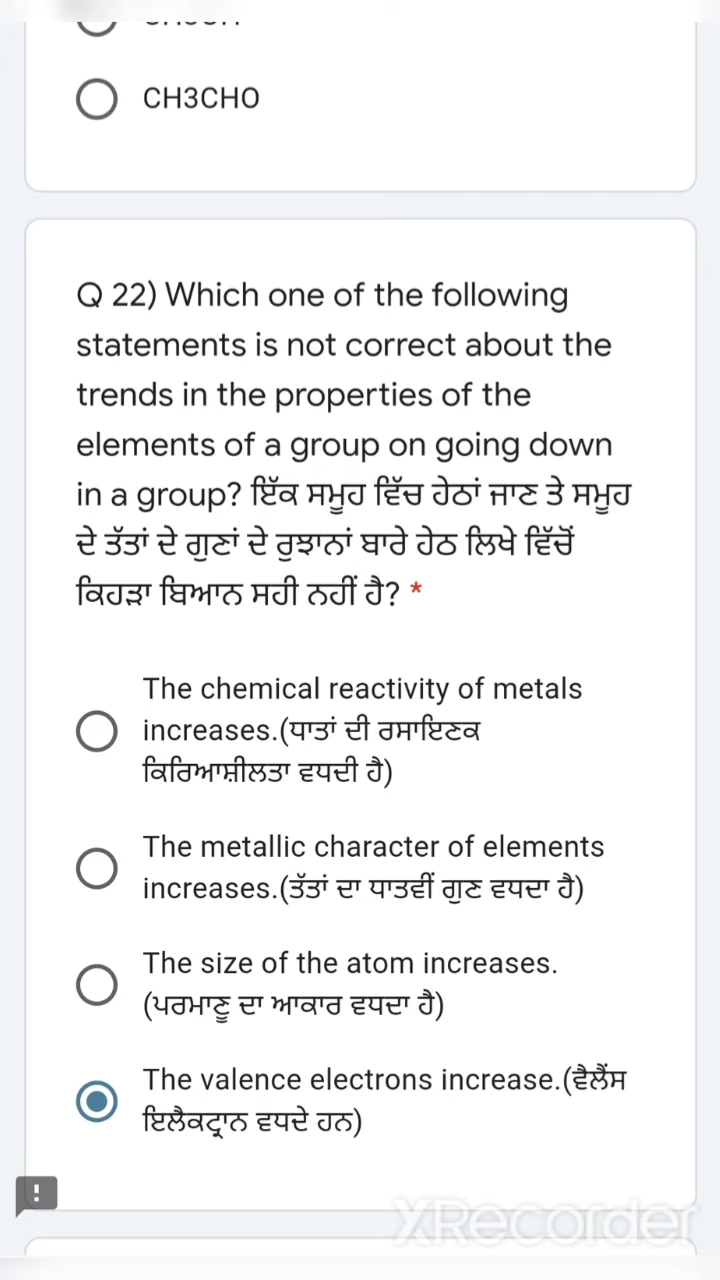 CH3CHO
Q 22) Which one of the following
statements is not correct about the
trends in the properties of the
elements of a group on going down
in a group? ਇੱਕ ਸਮੂਹ ਵਿੱਚ ਹੇਠਾਂ ਜਾਣ ਤੇ ਸਮੂਹ
ਦੇ ਤੱਤਾਂ ਦੇ ਗੁਣਾਂ ਦੇ ਰੁਝਾਨਾਂ ਬਾਰੇ ਹੇਠ ਲਿਖੇ ਵਿੱਚੋਂ
ਕਿਹੜਾ ਬਿਆਨ ਸਹੀ ਨਹੀਂ ਹੈ? *
The chemical reactivity of metals
increases.(ਧਾਤਾਂ ਦੀ ਰਸਾਇਣਕ
ਕਿਰਿਆਸ਼ੀਲਤਾ ਵਧਦੀ ਹੈ)
The metallic character of elements
increases.(ਤੱਤਾਂ ਦਾ ਧਾਤਵੀਂ ਗੁਣ ਵਧਦਾ ਹੈ)
The size of the atom increases.
(ਪਰਮਾਣੂ ਦਾ ਆਕਾਰ ਵਧਦਾ ਹੈ)
The valence electrons increase.(ਵੈਲੈਂਸ
ਇਲੈਕਟ੍ਰਾਨ ਵਧਦੇ ਹਨ)
XRecorder